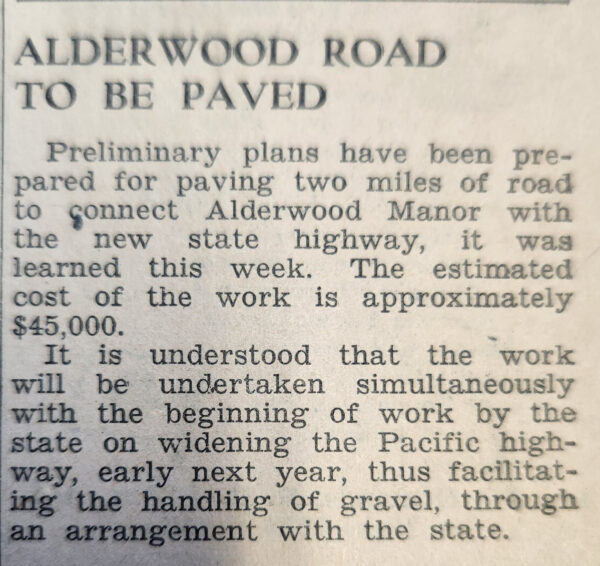 ALDERWOOD ROAD
TO BE PAVED
Preliminary plans have been pre-
pared for paving two miles of road
to connect Alderwood Manor with
the new state highway, it was
learned this week. The estimated
cost of the work is approximately
$45,000.
It is understood that the work
will be undertaken simultaneously
with the beginning of work by the
state on widening the Pacific high-
way, early next year, thus facilitat-
ing the handling of gravel, through
an arrangement with the state.